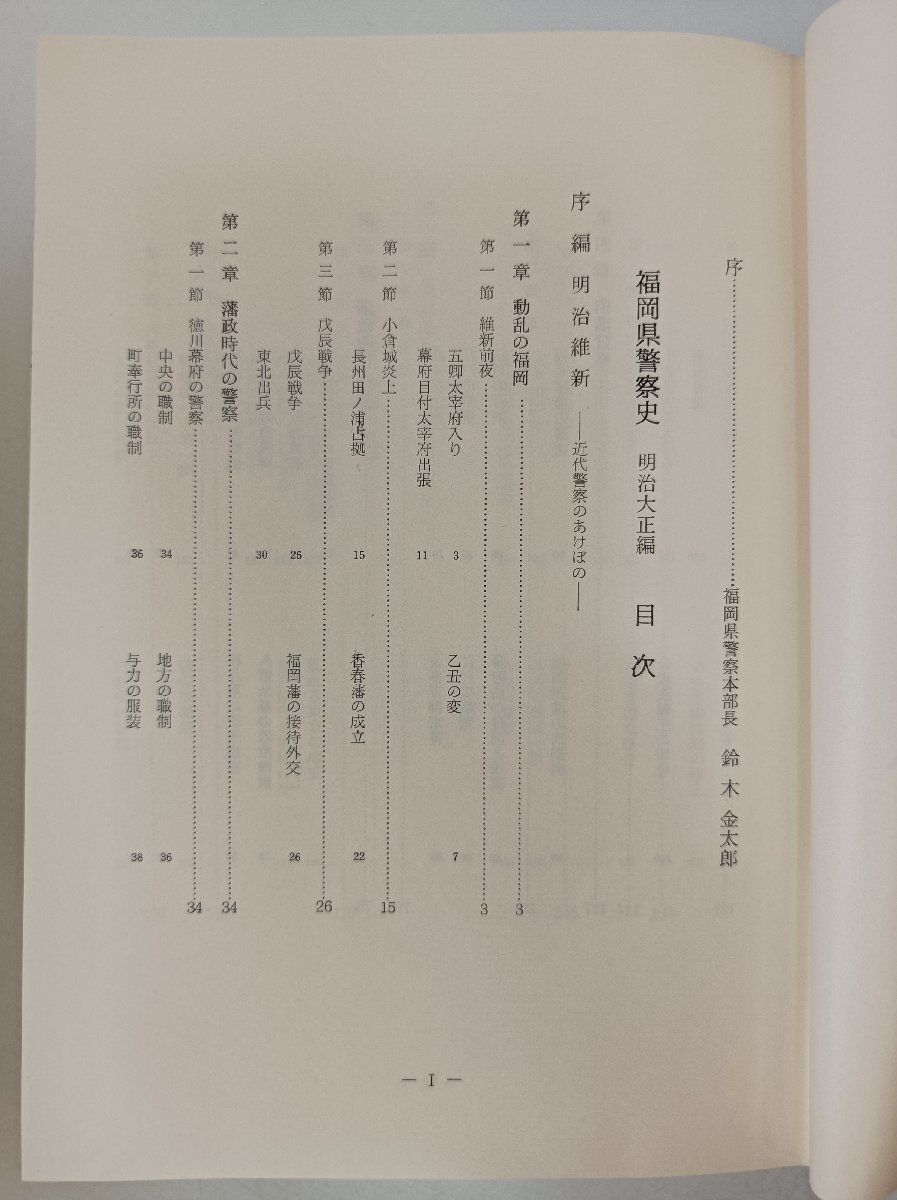 序……………………福岡県警察本部長 鈴木金太郎
福岡県警察史 明治大正編 目次
序編 明治維新 ――近代警察のあけぼの――
第一章 動乱の福岡……………………3
第一節 維新前夜……………………3
五卿太宰府入り 3 乙丑の変 7
幕府目付太宰府出張 11
第二節 小倉城炎上……………………15
長州田ノ浦占拠 15 香春藩の成立 22
第三節 戊辰戦争……………………26
戊辰戦争 26 福岡藩の接待外交 26
東北出兵 30
第二章 藩政時代の警察……………………34
第一節 徳川幕府の警察……………………34
中央の職制 34 地方の職制 36
町奉行所の職制 36 与力の服装 38
― I ―